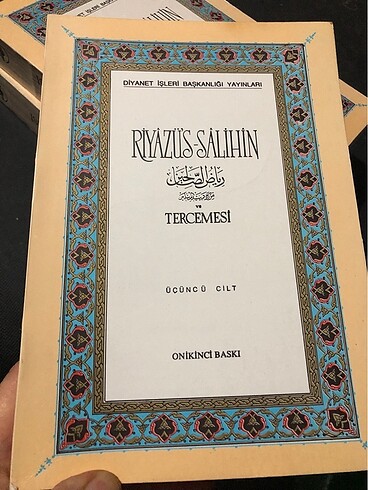 DİYANET İŞLERİ BAŞKANLIĞI YAYINLARI
RİYÂZÜS-SÂLİHÎN
رياض الصالحين
ve
TERCEMESİ
ÜÇÜNCÜ CİLT
ONİKİNCİ BASKI